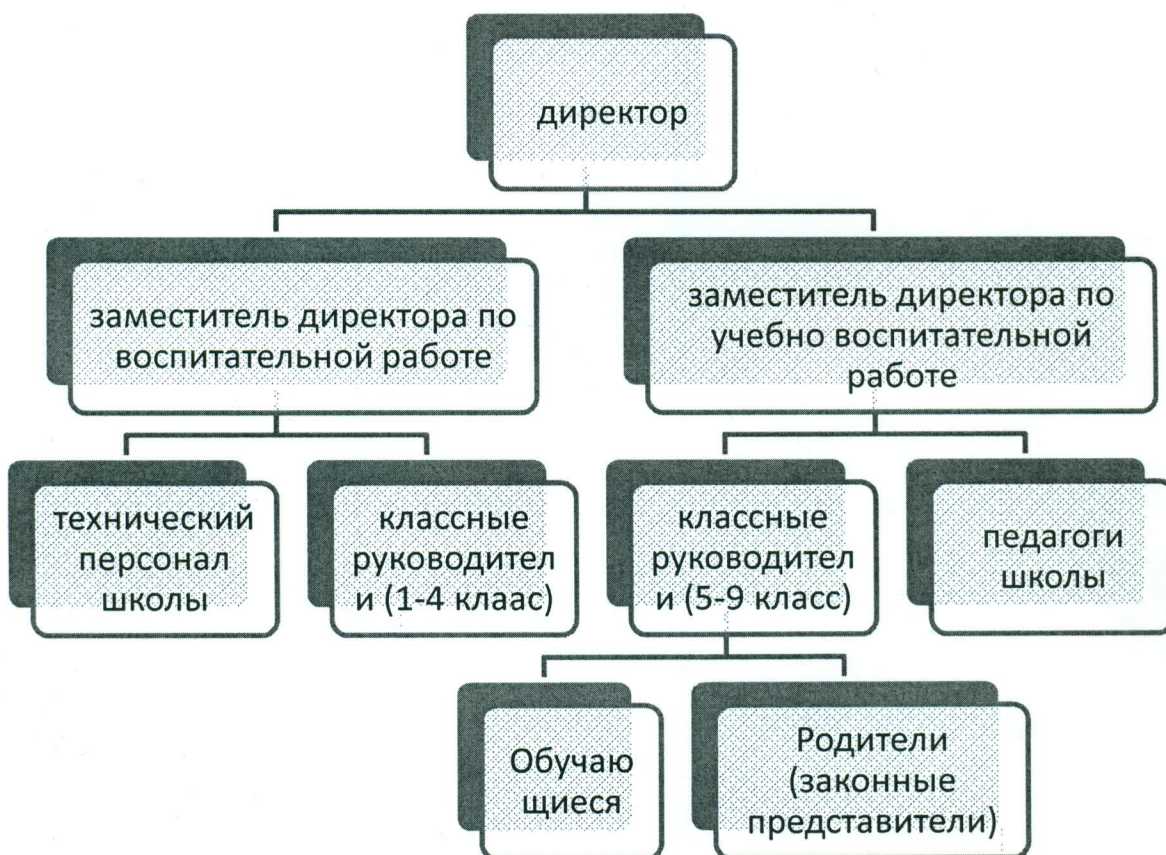 директор
заместитель директора по
воспитательной работе
заместитель директора по
учебно воспитательной
работе
технический
персонал
школы
классные
руководител
и (1-4 клаас)
классные
руководител
и (5-9 класс)
педагоги
школы
Обучаю
щиеся
Родители
(законные
представители)